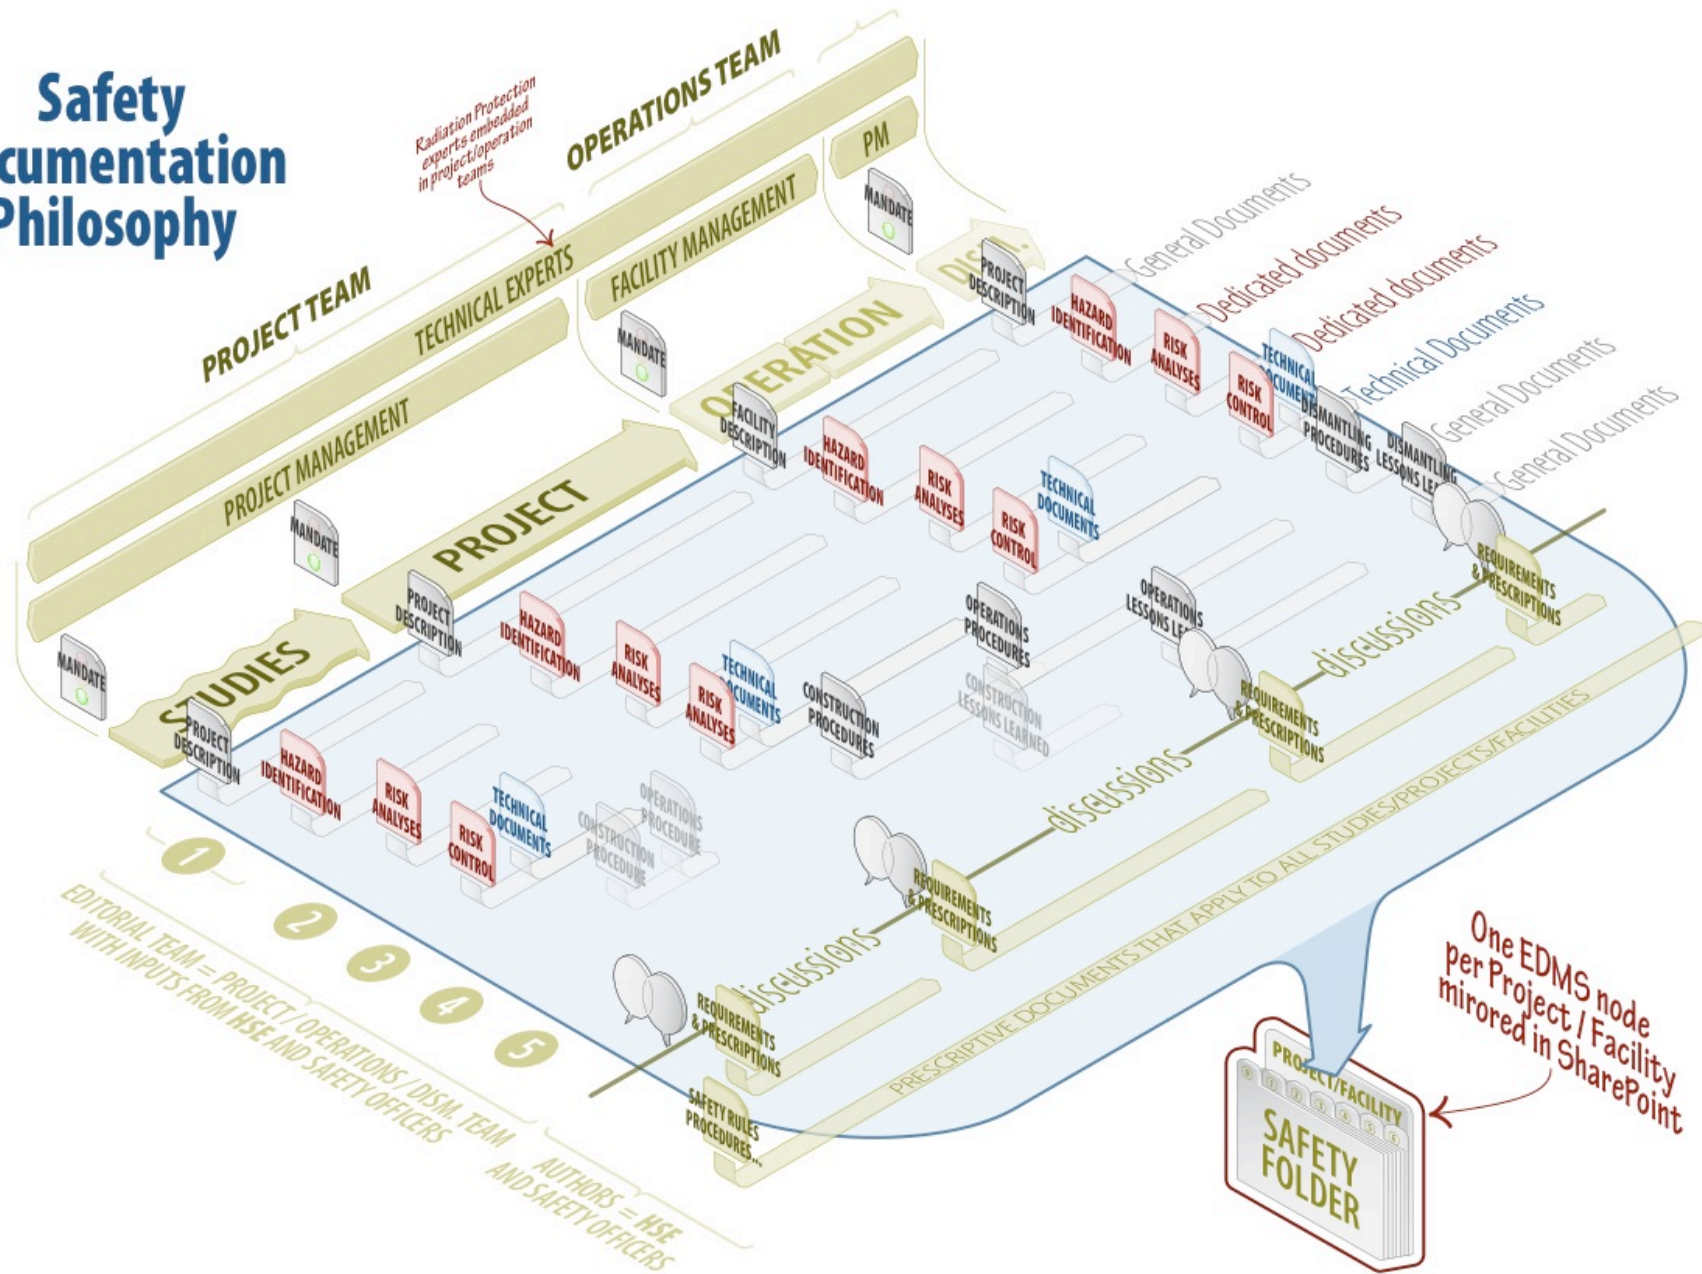 Safety
cumentation
Philosophy
Radiation Protection
experts embedded
in project/operation
teams
OPERATIONS TEAM
PROJECT TEAM
TECHNICAL EXPERTS
PROJECT MANAGEMENT
FACILITY MANAGEMENT
PM
MANDATE
MANDATE
MANDATE
MANDATE
STUDIES
PROJECT
OPERATION
General Documents
Dedicated documents
Dedicated documents
Technical Documents
General Documents
General Documents
PROJECT
DESCRIPTION
HAZARD
IDENTIFICATION
RISK
ANALYSES
RISK
CONTROL
TECHNICAL
DOCUMENTS
DISMANTLING
PROCEDURES
DISMANTLING
LESSONS
REQUIREMENTS
& PRESCRIPTIONS
FACILITY
DESCRIPTION
HAZARD
IDENTIFICATION
RISK
ANALYSES
RISK
CONTROL
TECHNICAL
DOCUMENTS
OPERATIONS
PROCEDURES
OPERATIONS
LESSONS
REQUIREMENTS
& PRESCRIPTIONS
PROJECT
DESCRIPTION
HAZARD
IDENTIFICATION
RISK
ANALYSES
RISK
ANALYSES
TECHNICAL
DOCUMENTS
CONSTRUCTION
PROCEDURES
CONSTRUCTION
LESSONS LEARNED
REQUIREMENTS
& PRESCRIPTIONS
PROJECT
DESCRIPTION
HAZARD
IDENTIFICATION
RISK
ANALYSES
RISK
CONTROL
TECHNICAL
DOCUMENTS
CONSTRUCTION
PROCEDURE
OPERATIONS
PROCEDURE
REQUIREMENTS
& PRESCRIPTIONS
discussions
discussions
discussions
SAFETY RULES
PROCEDURES...
PRESCRIPTIVE DOCUMENTS THAT APPLY TO ALL STUDIES/PROJECTS/FACILITIES
1
2
3
4
5
EDITORIAL TEAM = PROJECT / OPERATIONS / DISM. TEAM
WITH INPUTS FROM HSE AND SAFETY OFFICERS
AUTHORS = HSE
AND SAFETY OFFICERS
One EDMS node
per Project / Facility
mirored in SharePoint
PROJECT/FACILITY
SAFETY
FOLDER